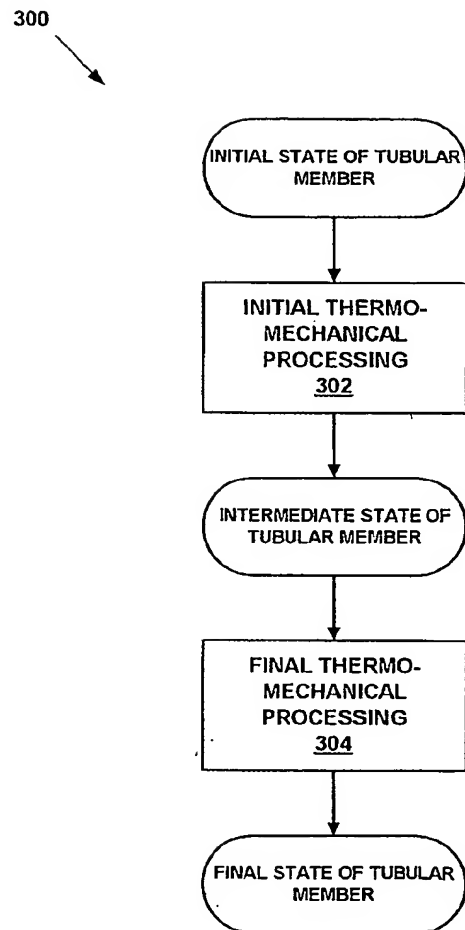 300
INITIAL STATE OF TUBULAR
MEMBER
INITIAL THERMO-
MECHANICAL
PROCESSING
302
INTERMEDIATE STATE OF
TUBULAR MEMBER
FINAL THERMO-
MECHANICAL
PROCESSING
304
FINAL STATE OF TUBULAR
MEMBER